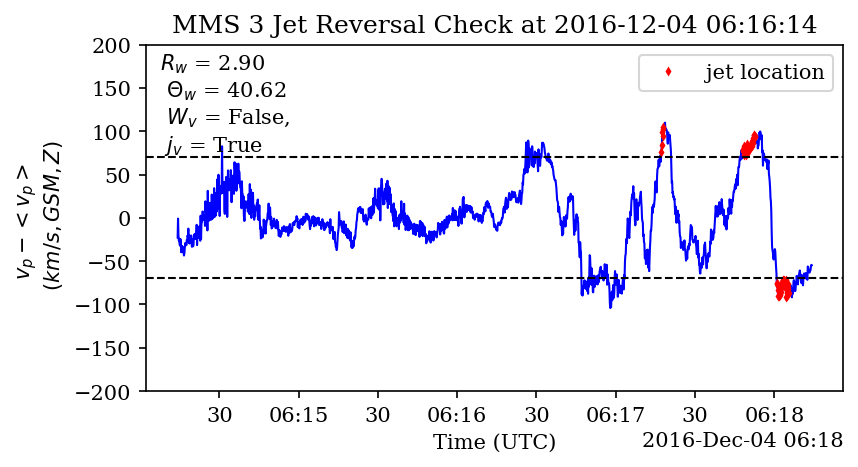 MMS 3 Jet Reversal Check at 2016-12-04 06:16:14
R_w = 2.90
Θ_w = 40.62
W_v = False,
j_v = True
jet location
200
150
100
50
0
−50
−100
−150
−200
v_p − < v_p >
(km/s, GSM, Z)
30 06:15 30 06:16 30 06:17 30 06:18
Time (UTC)
2016-Dec-04 06:18